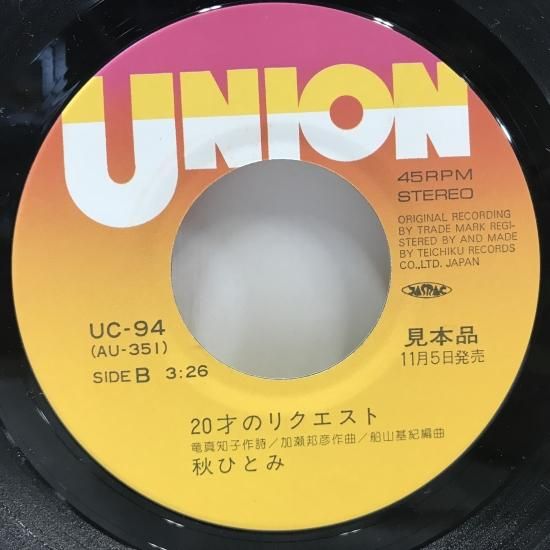 UNION
45RPM
STEREO
ORIGINAL RECORDING
BY TRADE MARK REGI-
STERED BY AND MADE
BY TEICHIKU RECORDS
CO.,LTD. JAPAN
JASRAC
UC-94
(AU-351)
SIDE B 3:26
見本品
11月5日発売
20才のリクエスト
竜真知子作詩/加瀬邦彦作曲/船山基紀編曲
秋ひとみ